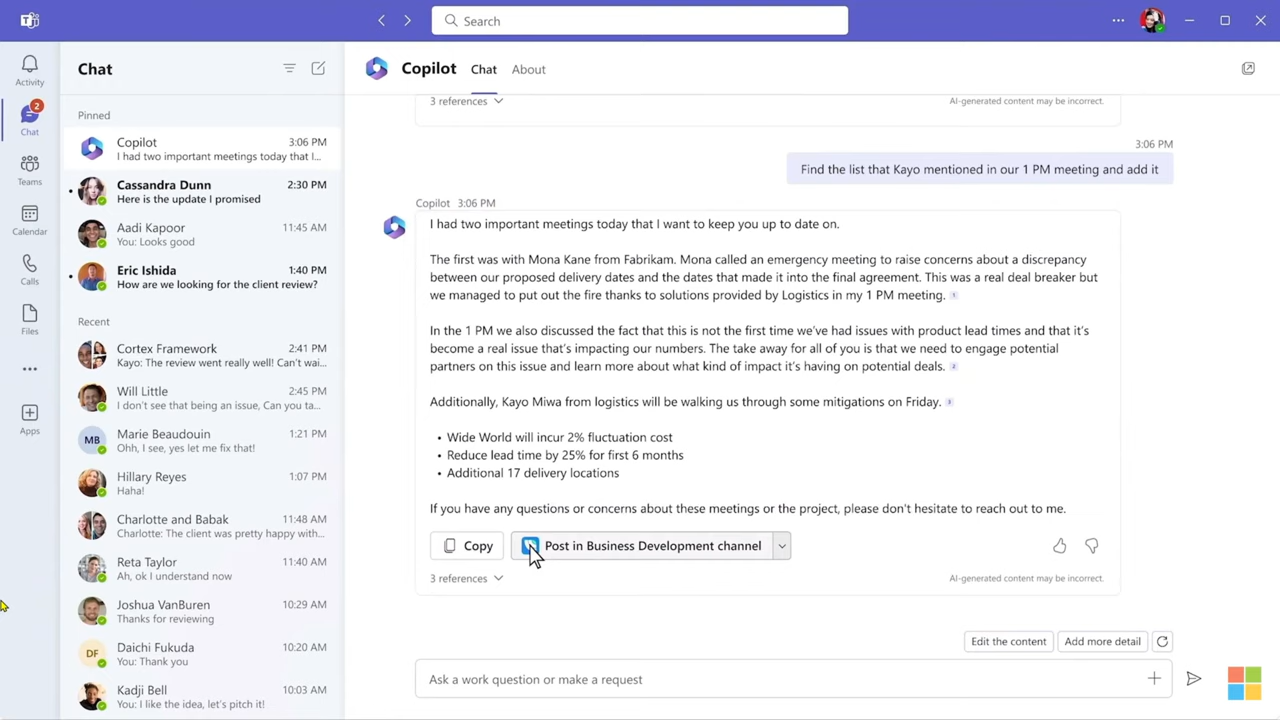 Search
Activity
2
Chat
Teams
Calendar
Calls
Files
Apps
Chat
Pinned
Copilot 3:06 PM
I had two important meetings today that I...
Cassandra Dunn 2:30 PM
Here is the update I promised
Aadi Kapoor 11:45 AM
You: Looks good
Eric Ishida 1:40 PM
How are we looking for the client review?
Recent
Cortex Framework 2:41 PM
Kayo: The review went really well! Can't wai...
Will Little 2:45 PM
I don't see that being an issue, Can you ta...
MB
Marie Beaudouin 1:21 PM
Ohh, I see, yes let me fix that!
Hillary Reyes 1:07 PM
Haha!
Charlotte and Babak 11:48 AM
Charlotte: The client was pretty happy with...
Reta Taylor 11:40 AM
Ah, ok I understand now
Joshua VanBuren 10:29 AM
Thanks for reviewing
DF
Daichi Fukuda 10:20 AM
You: Thank you
Kadji Bell 10:03 AM
You: I like the idea, let's pitch it!
Copilot Chat About
3 references AI-generated content may be incorrect.
3:06 PM
Find the list that Kayo mentioned in our 1 PM meeting and add it
Copilot 3:06 PM
I had two important meetings today that I want to keep you up to date on.
The first was with Mona Kane from Fabrikam. Mona called an emergency meeting to raise concerns about a discrepancy
between our proposed delivery dates and the dates that made it into the final agreement. This was a real deal breaker but
we managed to put out the fire thanks to solutions provided by Logistics in my 1 PM meeting. 1
In the 1 PM we also discussed the fact that this is not the first time we've had issues with product lead times and that it's
become a real issue that's impacting our numbers. The take away for all of you is that we need to engage potential
partners on this issue and learn more about what kind of impact it's having on potential deals. 2
Additionally, Kayo Miwa from logistics will be walking us through some mitigations on Friday. 3
• Wide World will incur 2% fluctuation cost
• Reduce lead time by 25% for first 6 months
• Additional 17 delivery locations
If you have any questions or concerns about these meetings or the project, please don't hesitate to reach out to me.
Copy Post in Business Development channel
3 references AI-generated content may be incorrect.
Edit the content Add more detail
Ask a work question or make a request